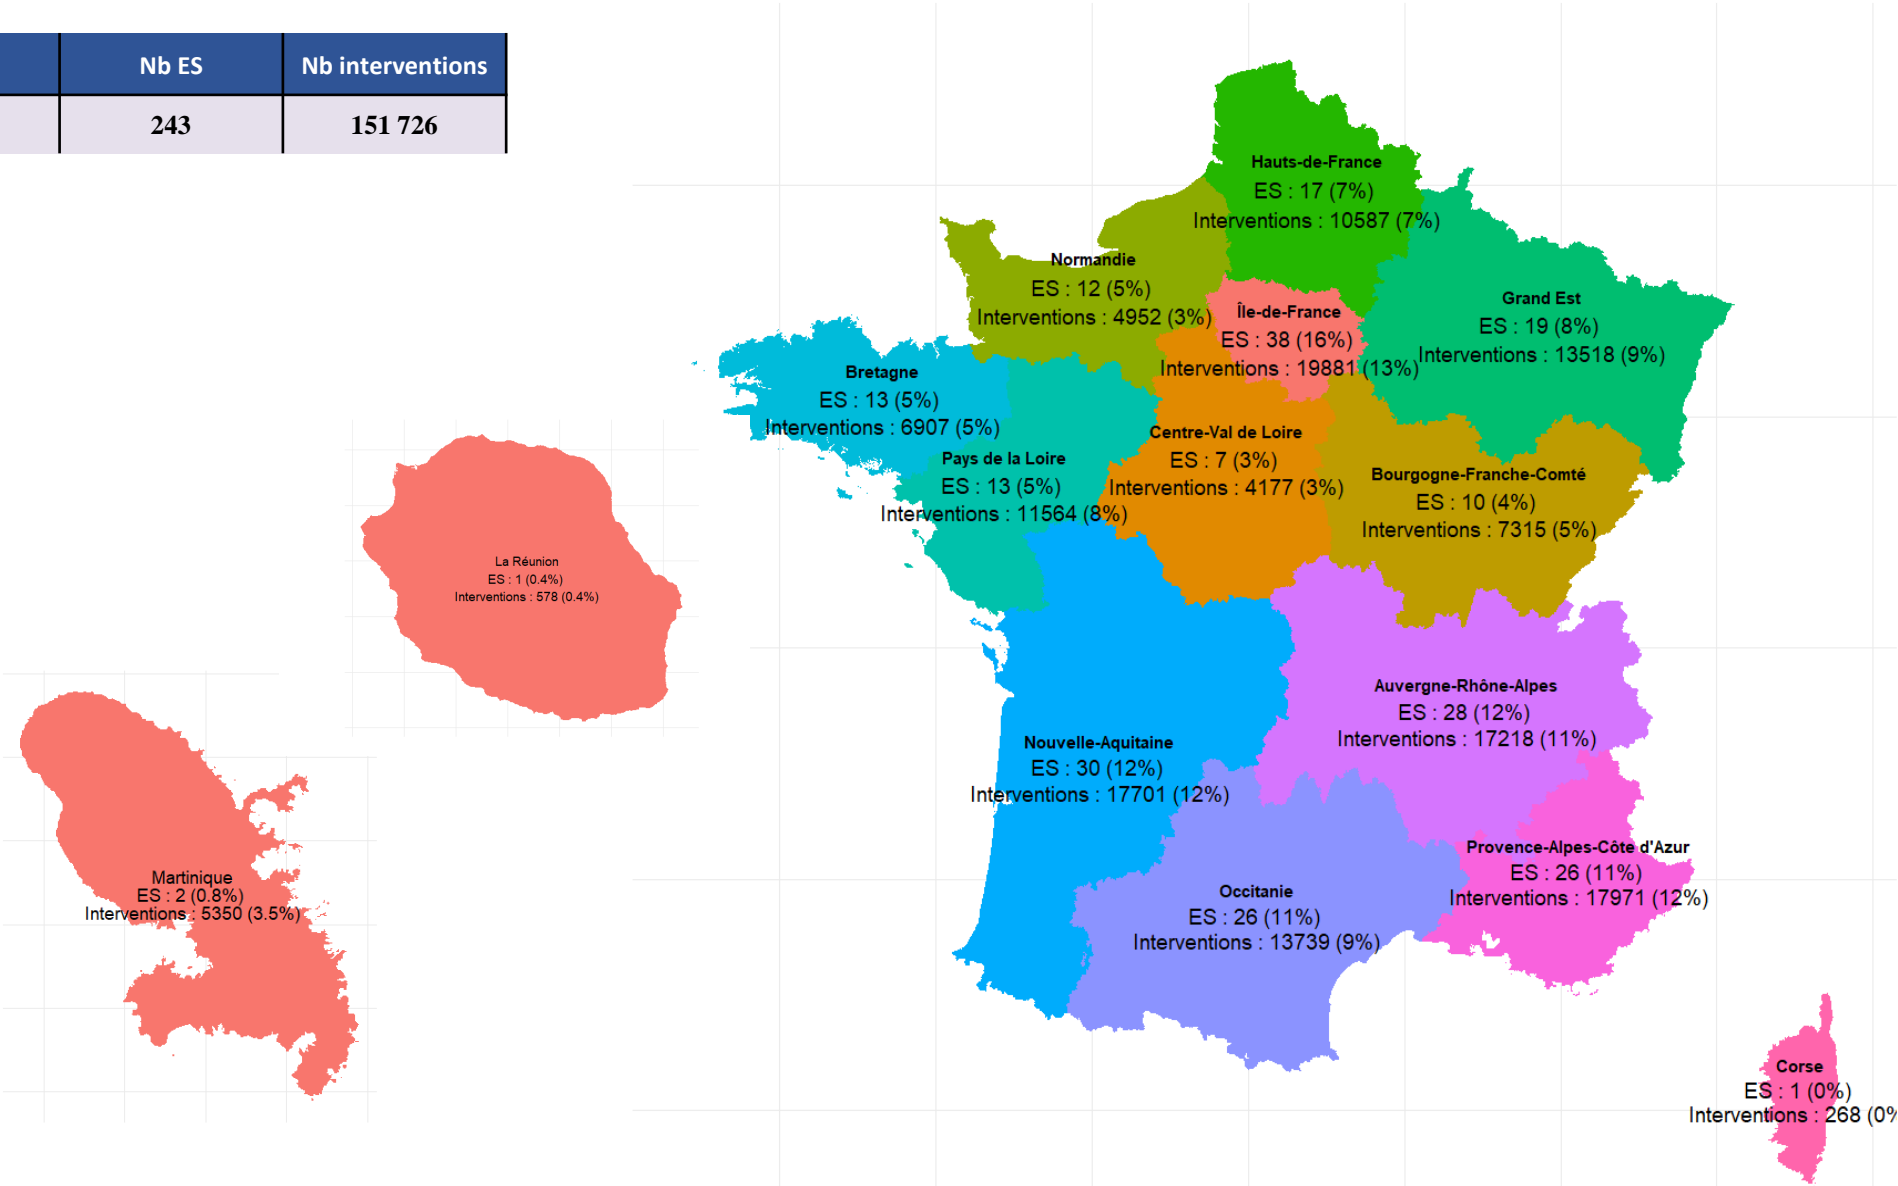 Nb ES
Nb interventions
243
151 726
Hauts-de-France
ES : 17 (7%)
Interventions : 10587 (7%)
Normandie
ES : 12 (5%)
Interventions : 4952 (3%)
Île-de-France
ES : 38 (16%)
Interventions : 19881 (13%)
Grand Est
ES : 19 (8%)
Interventions : 13518 (9%)
Bretagne
ES : 13 (5%)
Interventions : 6907 (5%)
Pays de la Loire
ES : 13 (5%)
Interventions : 11564 (8%)
Centre-Val de Loire
ES : 7 (3%)
Interventions : 4177 (3%)
Bourgogne-Franche-Comté
ES : 10 (4%)
Interventions : 7315 (5%)
La Réunion
ES : 1 (0.4%)
Interventions : 578 (0.4%)
Auvergne-Rhône-Alpes
ES : 28 (12%)
Interventions : 17218 (11%)
Nouvelle-Aquitaine
ES : 30 (12%)
Interventions : 17701 (12%)
Martinique
ES : 2 (0.8%)
Interventions : 5350 (3.5%)
Occitanie
ES : 26 (11%)
Interventions : 13739 (9%)
Provence-Alpes-Côte d'Azur
ES : 26 (11%)
Interventions : 17971 (12%)
Corse
ES : 1 (0%)
Interventions : 268 (0%